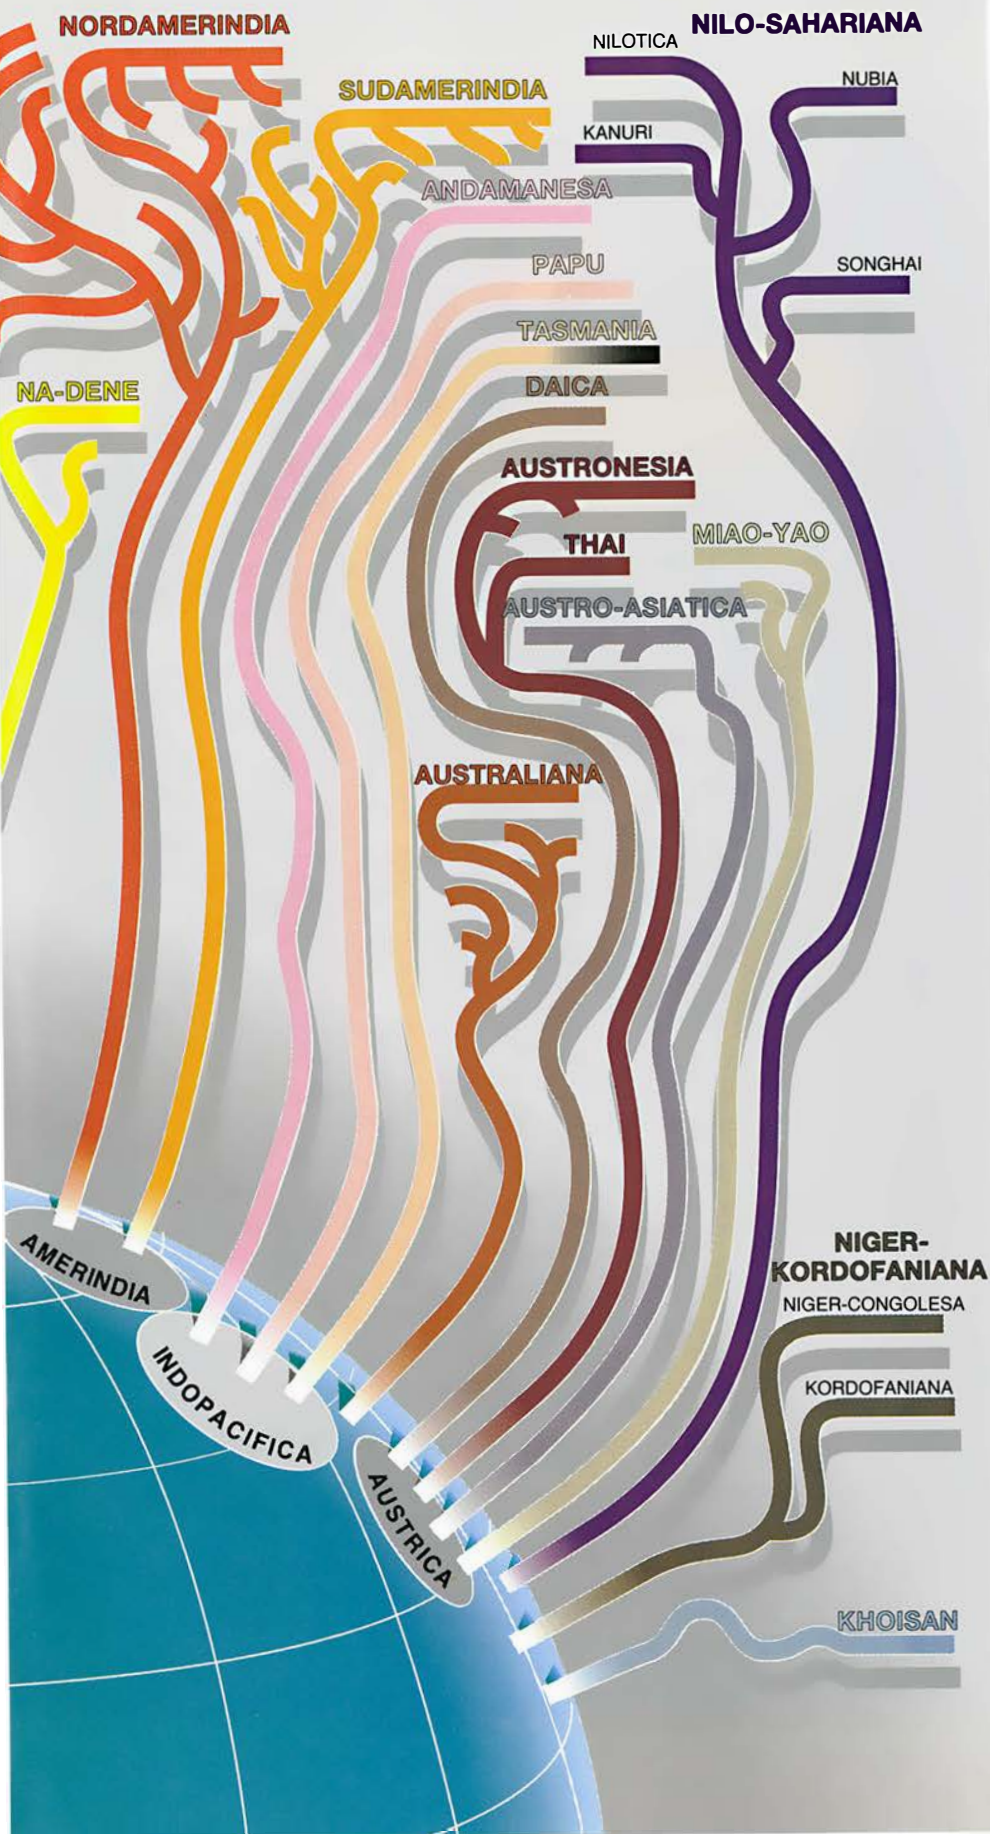 NORDAMERINDIA
NILO-SAHARIANA
NILOTICA
NUBIA
SUDAMERINDIA
KANURI
ANDAMANESA
PAPU
SONGHAI
TASMANIA
NA-DENE
DAICA
AUSTRONESIA
MIAO-YAO
THAI
AUSTRO-ASIATICA
AUSTRALIANA
AMERINDIA
NIGER-
KORDOFANIANA
NIGER-CONGOLESA
INDOPACIFICA
KORDOFANIANA
AUSTRICA
KHOISAN